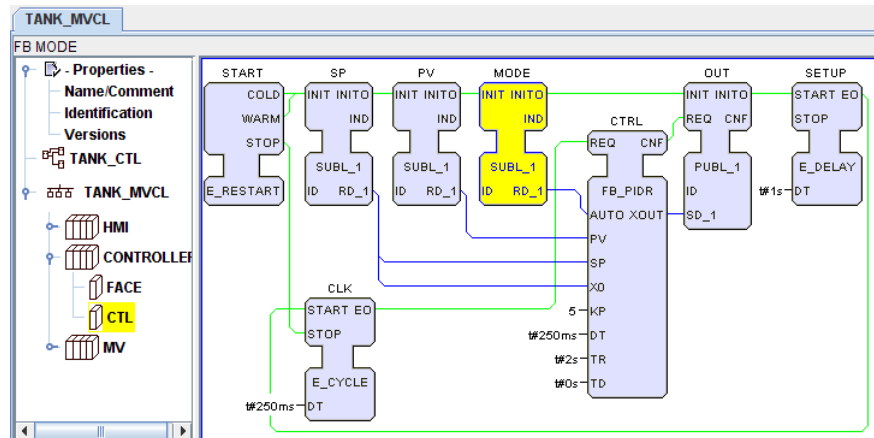 TANK_MVCL
FB MODE
- Properties -
Name/Comment
Identification
Versions
TANK_CTL
TANK_MVCL
HMI
CONTROLLER
FACE
CTL
MV
START
COLD
WARM
STOP
E_RESTART
SP
INIT INITO
IND
SUBL_1
ID RD_1
PV
INIT INITO
IND
SUBL_1
ID RD_1
MODE
INIT INITO
IND
SUBL_1
ID RD_1
CTRL
REQ CNF
FB_PIDR
AUTO XOUT
PV
SP
X0
5 KP
t#250ms DT
t#2s TR
t#0s TD
OUT
INIT INITO
REQ CNF
PUBL_1
ID
SD_1
SETUP
START EO
STOP
E_DELAY
t#1s DT
CLK
START EO
STOP
E_CYCLE
t#250ms DT